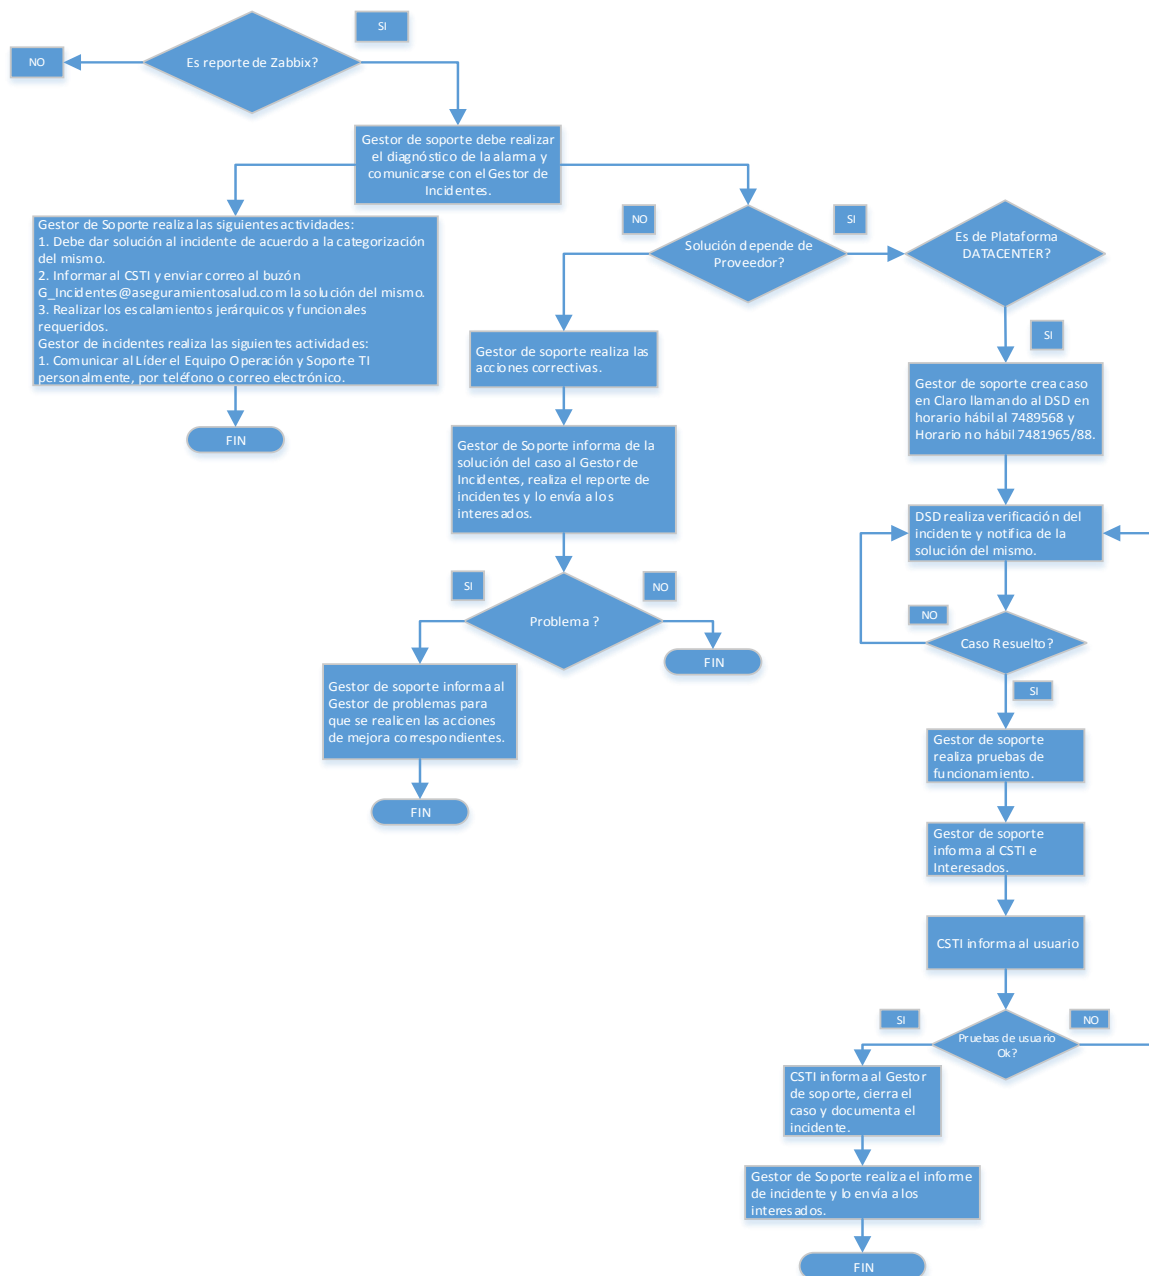 SI
NO
Es reporte de Zabbix?
Gestor de soporte debe realizar
el diagnóstico de la alarma y
comunicarse con el Gestor de
Incidentes.
Gestor de Soporte realiza las siguientes actividades:
1. Debe dar solución al incidente de acuerdo a la categorización
del mismo.
2. Informar al CSTI y enviar correo al buzón
G_Incidentes@aseguramientosalud.com la solución del mismo.
3. Realizar los escalamientos jerárquicos y funcionales
requeridos.
Gestor de incidentes realiza las siguientes actividades:
1. Comunicar al Líder el Equipo Operación y Soporte TI
personalmente, por teléfono o correo electrónico.
FIN
NO
SI
Solución depende de
Proveedor?
Es de Plataforma
DATACENTER?
Gestor de soporte realiza las
acciones correctivas.
Gestor de Soporte informa de la
solución del caso al Gestor de
Incidentes, realiza el reporte de
incidentes y lo envía a los
interesados.
SI
NO
Problema ?
FIN
Gestor de soporte informa al
Gestor de problemas para
que se realicen las acciones
de mejora correspondientes.
FIN
SI
Gestor de soporte crea caso
en Claro llamando al DSD en
horario hábil al 7489568 y
Horario no hábil 7481965/88.
DSD realiza verificación del
incidente y notifica de la
solución del mismo.
NO
Caso Resuelto?
SI
Gestor de soporte
realiza pruebas de
funcionamiento.
Gestor de soporte
informa al CSTI e
Interesados.
CSTI informa al usuario
SI
NO
Pruebas de usuario
Ok?
CSTI informa al Gestor
de soporte, cierra el
caso y documenta el
incidente.
Gestor de Soporte realiza el informe
de incidente y lo envía a los
interesados.
FIN